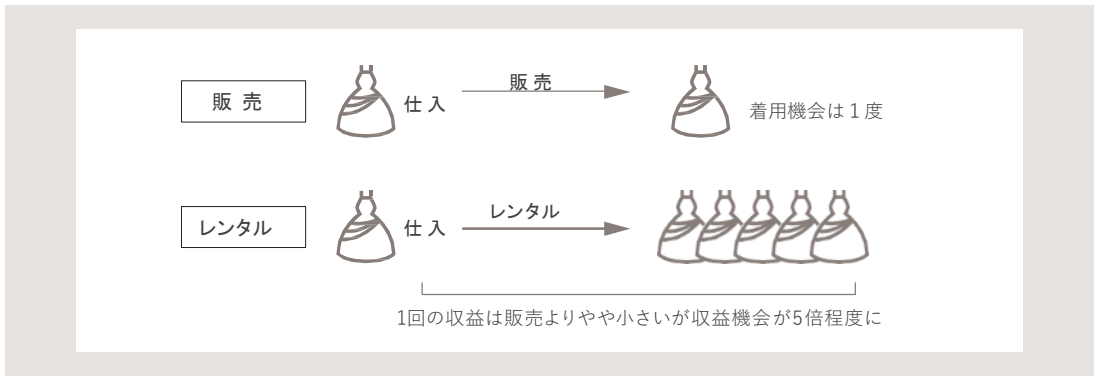 販 売
仕 入
販 売
着用機会は 1 度
レンタル
仕 入
レンタル
1回の収益は販売よりやや小さいが収益機会が5倍程度に